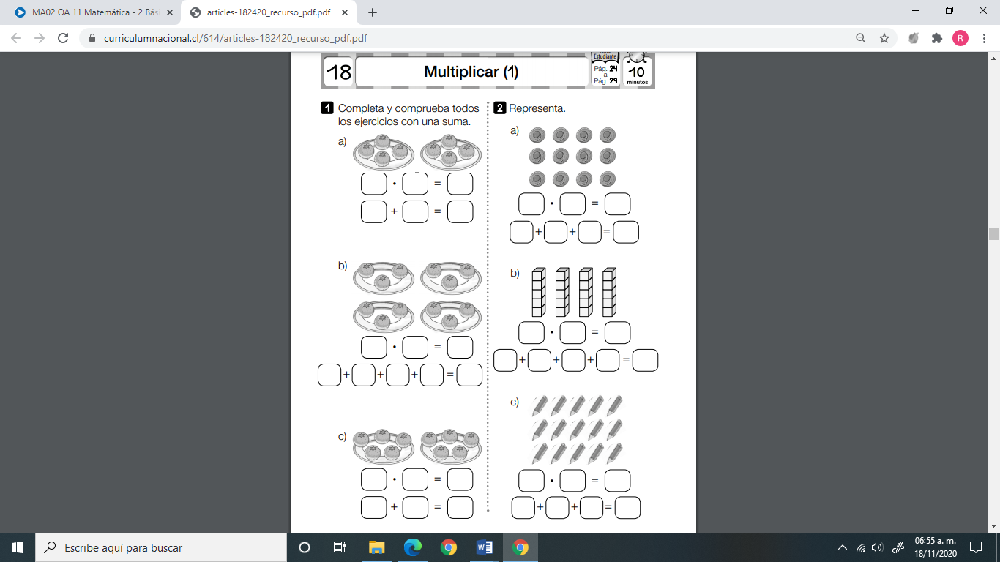 MA02 OA 11 Matemática - 2 Bás
articles-182420_recurso_pdf.pdf
curriculumnacional.cl/614/articles-182420_recurso_pdf.pdf
R
18
Multiplicar (1)
Estudiante
Pág. 24
a
Pág. 29
10
minutos
1 Completa y comprueba todos
los ejercicios con una suma.
a)
· =
+ =
b)
· =
+ + + =
c)
· =
+ =
2 Representa.
a)
· =
+ + =
b)
· =
+ + + =
c)
· =
+ + =
Escribe aquí para buscar
06:55 a. m.
18/11/2020